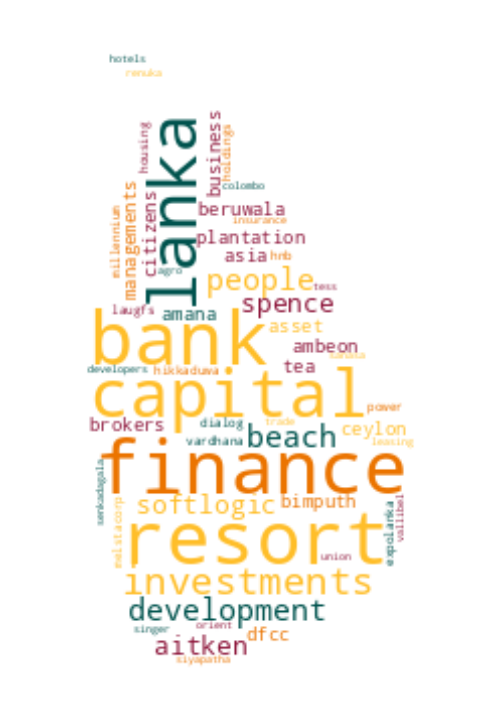 hotels
renuka
housing
lanka
business
holdings
colombo
millennium
managements
citizens
beruwala
insurance
plantation
asia
hnb
agro
people
tess
spence
laugfs
amana
bank
asset
ambeon
sanasa
developers
hikkaduwa
tea
capital
power
brokers
dialog
trade
ceylon
vardhana
beach
leasing
finance
senkadagala
melstacorp
softlogic
bimputh
vallibel
expolanka
resort
union
investments
development
singer
orient
dfcc
aitken
siyapatha